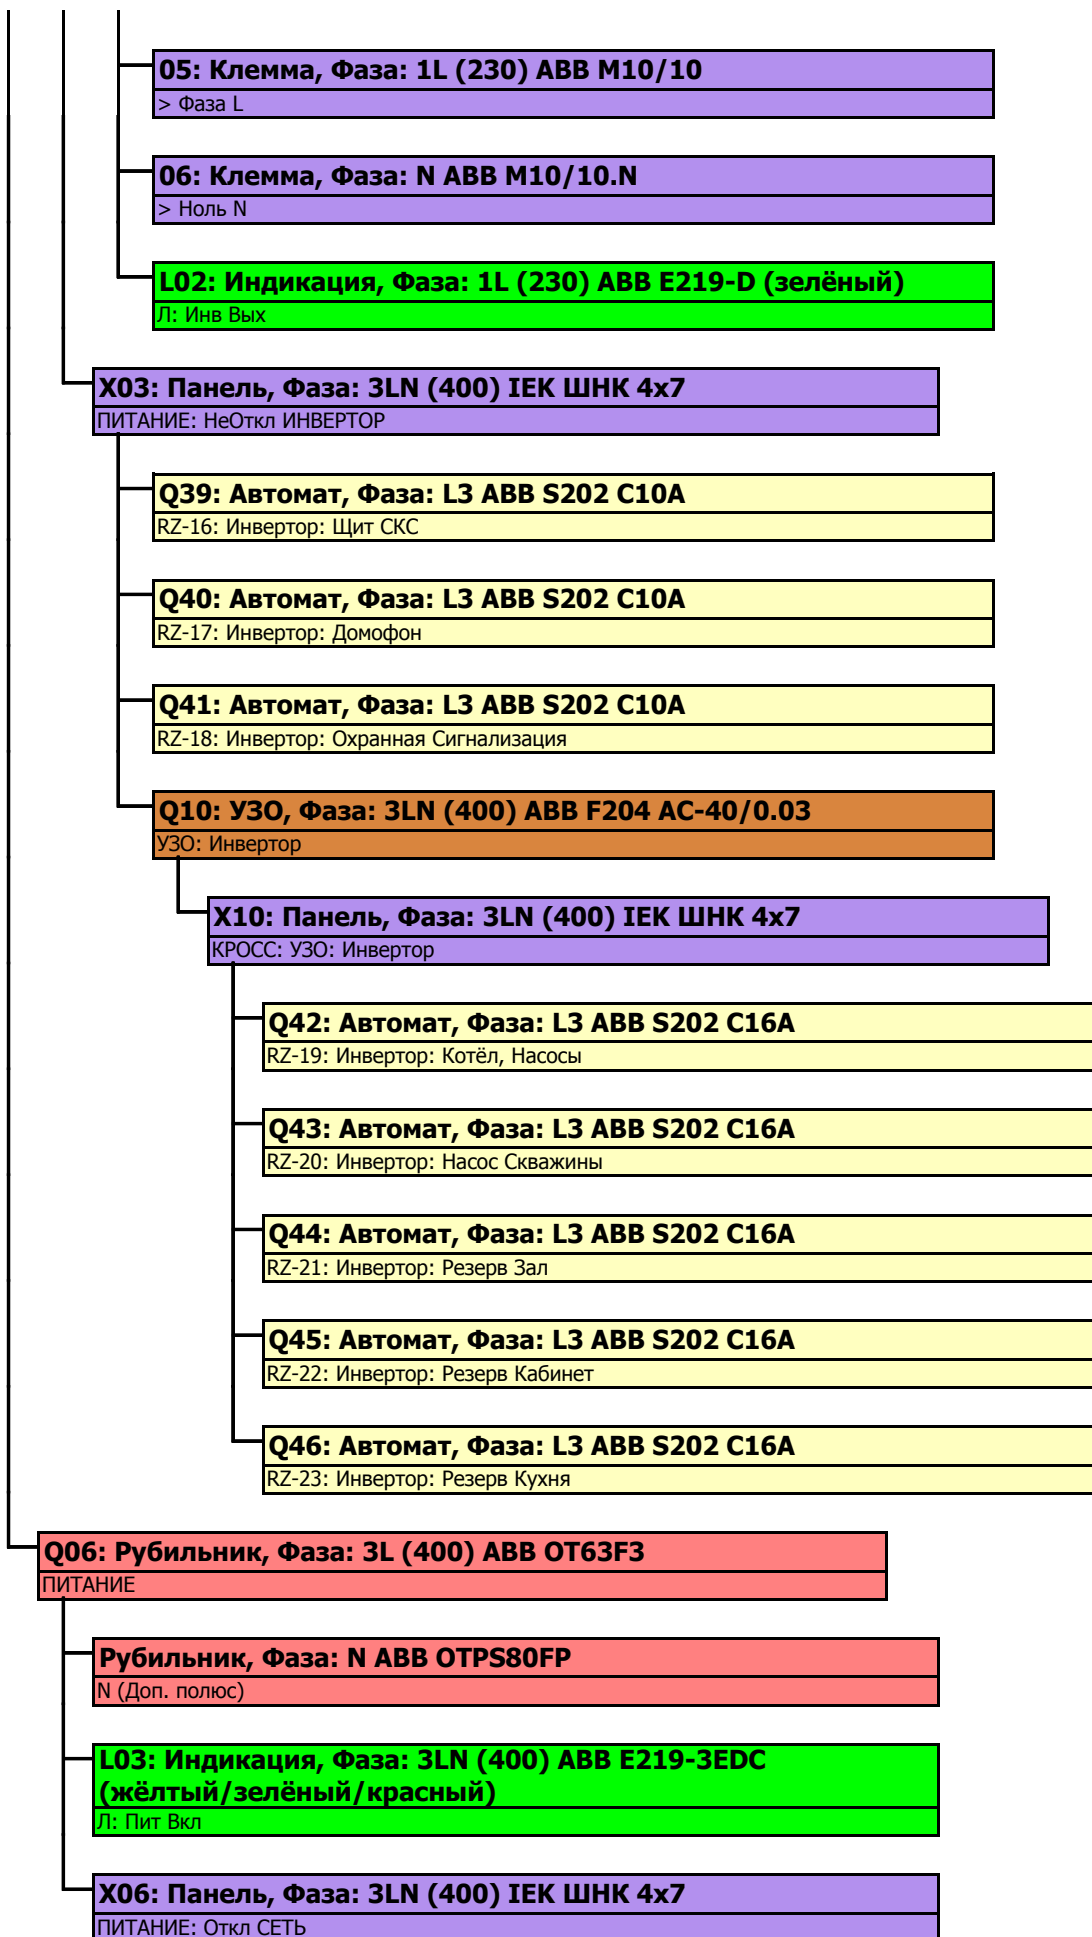 05: Клемма, Фаза: 1L (230) ABB M10/10
> Фаза L
06: Клемма, Фаза: N ABB M10/10.N
> Ноль N
L02: Индикация, Фаза: 1L (230) ABB E219-D (зелёный)
Л: Инв Вых
X03: Панель, Фаза: 3LN (400) IEK ШНК 4x7
ПИТАНИЕ: НеОткл ИНВЕРТОР
Q39: Автомат, Фаза: L3 ABB S202 C10A
RZ-16: Инвертор: Щит СКС
Q40: Автомат, Фаза: L3 ABB S202 C10A
RZ-17: Инвертор: Домофон
Q41: Автомат, Фаза: L3 ABB S202 C10A
RZ-18: Инвертор: Охранная Сигнализация
Q10: УЗО, Фаза: 3LN (400) ABB F204 AC-40/0.03
УЗО: Инвертор
X10: Панель, Фаза: 3LN (400) IEK ШНК 4x7
КРОСС: УЗО: Инвертор
Q42: Автомат, Фаза: L3 ABB S202 C16A
RZ-19: Инвертор: Котёл, Насосы
Q43: Автомат, Фаза: L3 ABB S202 C16A
RZ-20: Инвертор: Насос Скважины
Q44: Автомат, Фаза: L3 ABB S202 C16A
RZ-21: Инвертор: Резерв Зал
Q45: Автомат, Фаза: L3 ABB S202 C16A
RZ-22: Инвертор: Резерв Кабинет
Q46: Автомат, Фаза: L3 ABB S202 C16A
RZ-23: Инвертор: Резерв Кухня
Q06: Рубильник, Фаза: 3L (400) ABB OT63F3
ПИТАНИЕ
Рубильник, Фаза: N ABB OTPS80FP
N (Доп. полюс)
L03: Индикация, Фаза: 3LN (400) ABB E219-3EDC
(жёлтый/зелёный/красный)
Л: Пит Вкл
X06: Панель, Фаза: 3LN (400) IEK ШНК 4x7
ПИТАНИЕ: Откл СЕТЬ